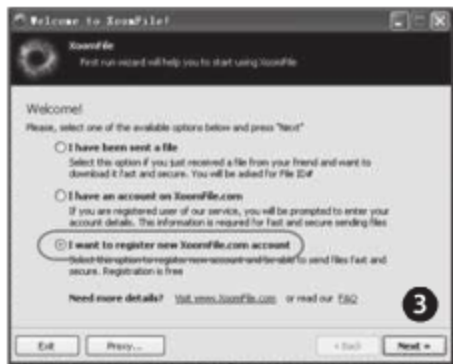 Welcome to XoomFile!
XoomFile
First run wizard will help you to start using XoomFile
Welcome!
Please, select one of the available options below and press "Next"
I have been sent a file
Select this option if you just received a file from your friend and want to
download it fast and secure. You will be asked for File ID#
I have an account on XoomFile.com
If you are registered user of our service, you will be prompted to enter your
account details. This information is required for fast and secure sending files
I want to register new XoomFile.com account
Select this option to register new account and be able to send files fast and
secure. Registration is free
Need more details? Visit www.XoomFile.com or read our FAQ
3
Exit Proxy... < Back Next »